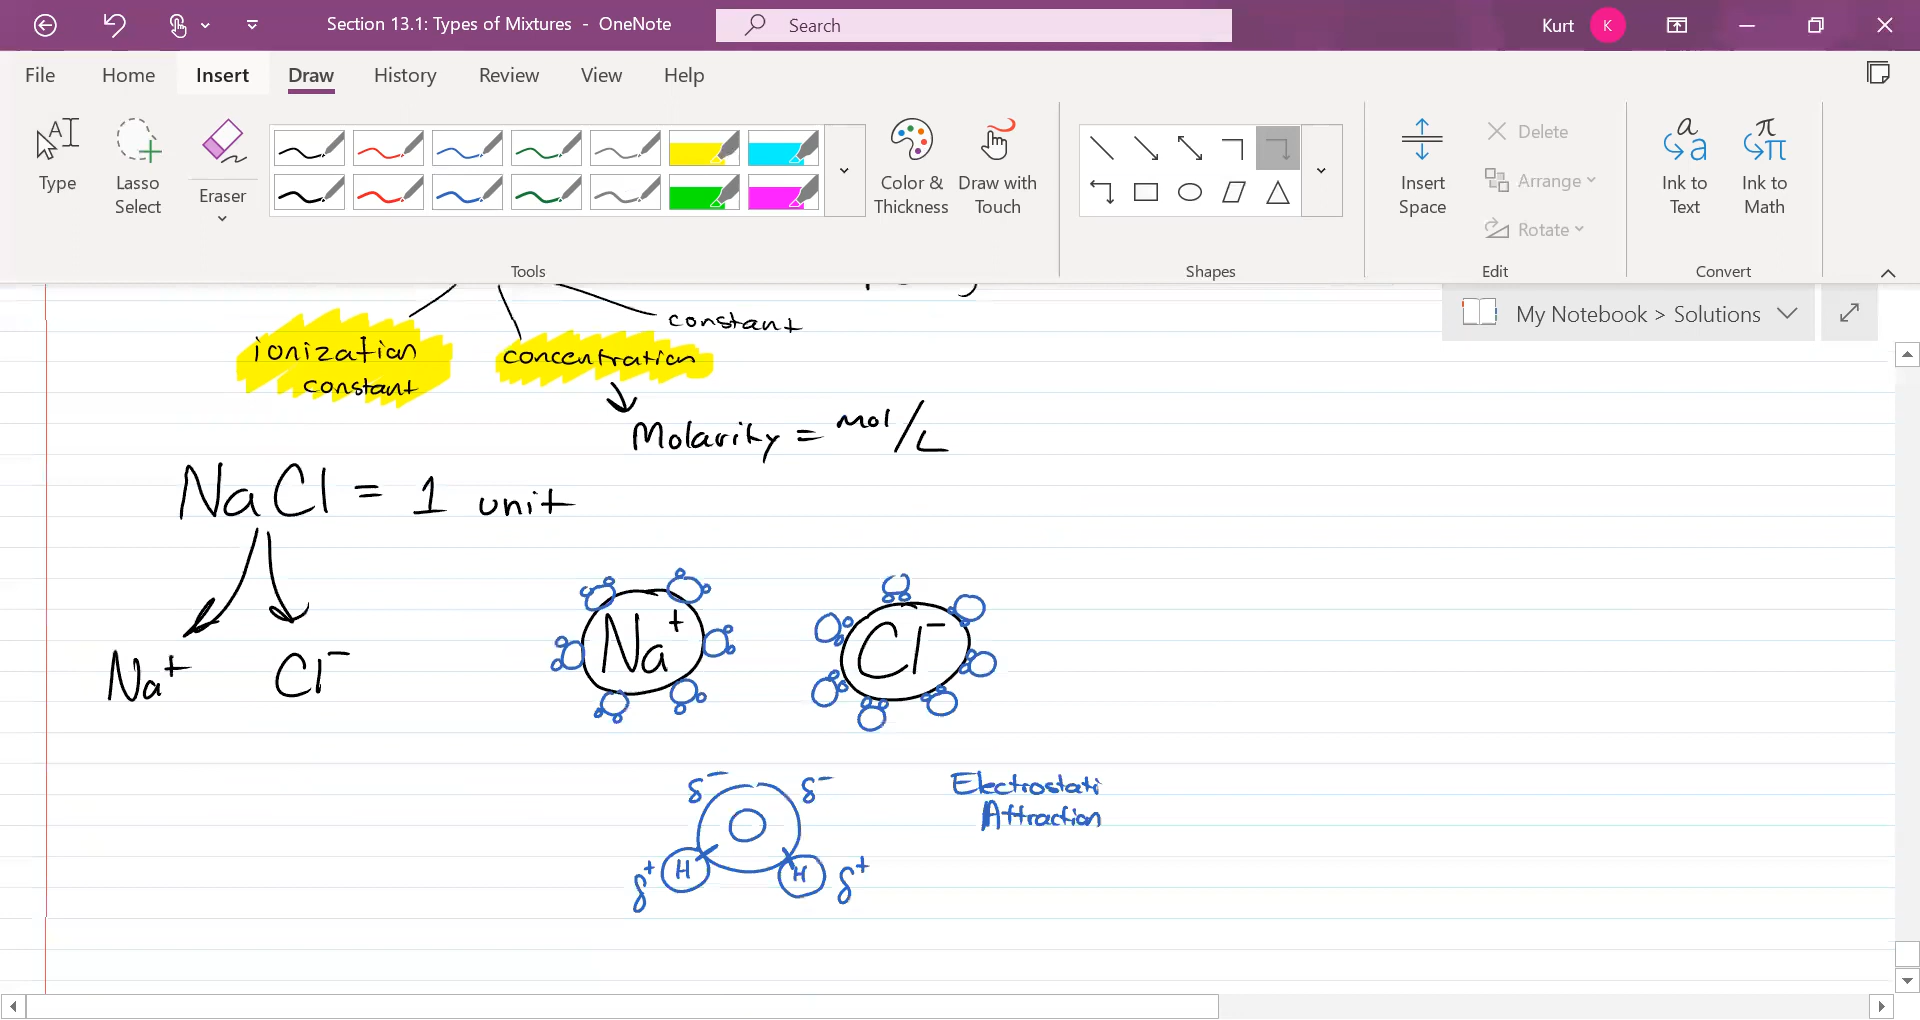 Section 13.1: Types of Mixtures - OneNote
Search
Kurt
K
File Home Insert Draw History Review View Help
Type
Lasso Select
Eraser
Color & Thickness
Draw with Touch
Insert Space
Delete
Arrange
Rotate
Ink to Text
Ink to Math
Tools
Shapes
Edit
Convert
My Notebook > Solutions
constant
ionization
constant
concentration
Molarity = mol/L
NaCl = 1 unit
Na+ Cl−
Na+
Cl−
δ− δ−
O
H H
δ+ δ+
Electrostati
Attraction